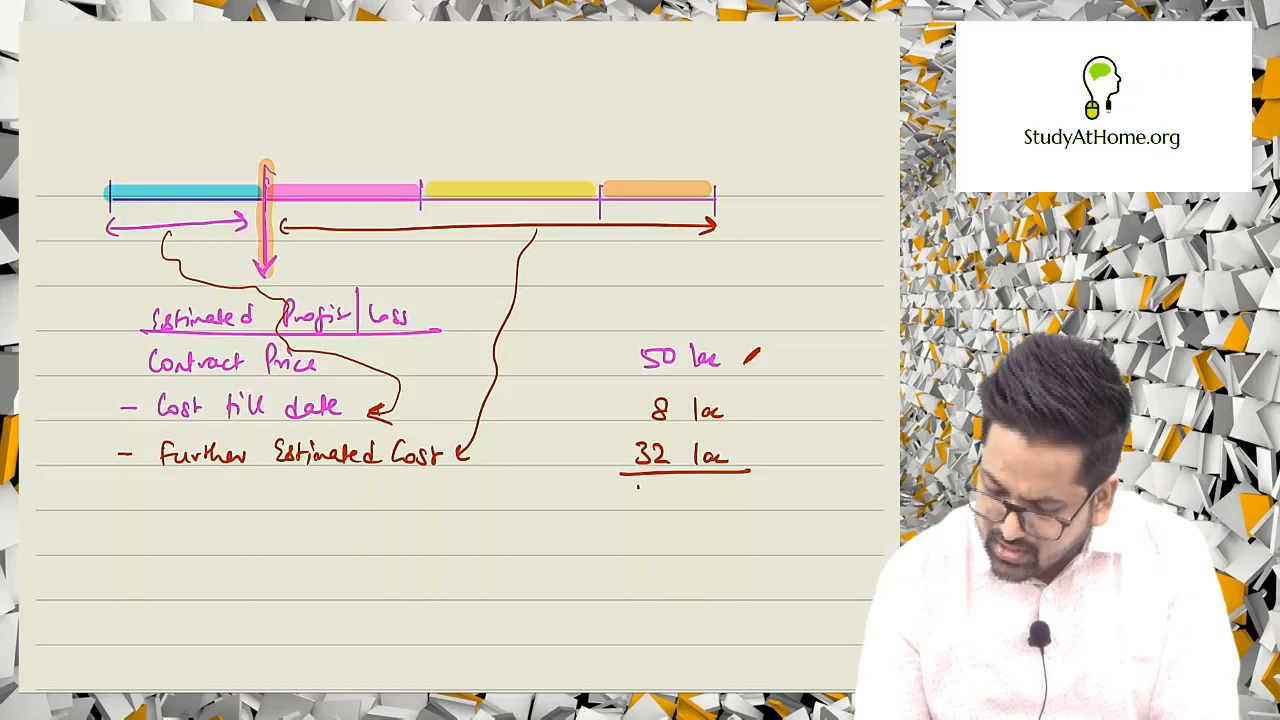 StudyAtHome.org
Estimated Profit/Loss
Contract Price 50 lac
- Cost till date 8 lac
- Further Estimated Cost 32 lac